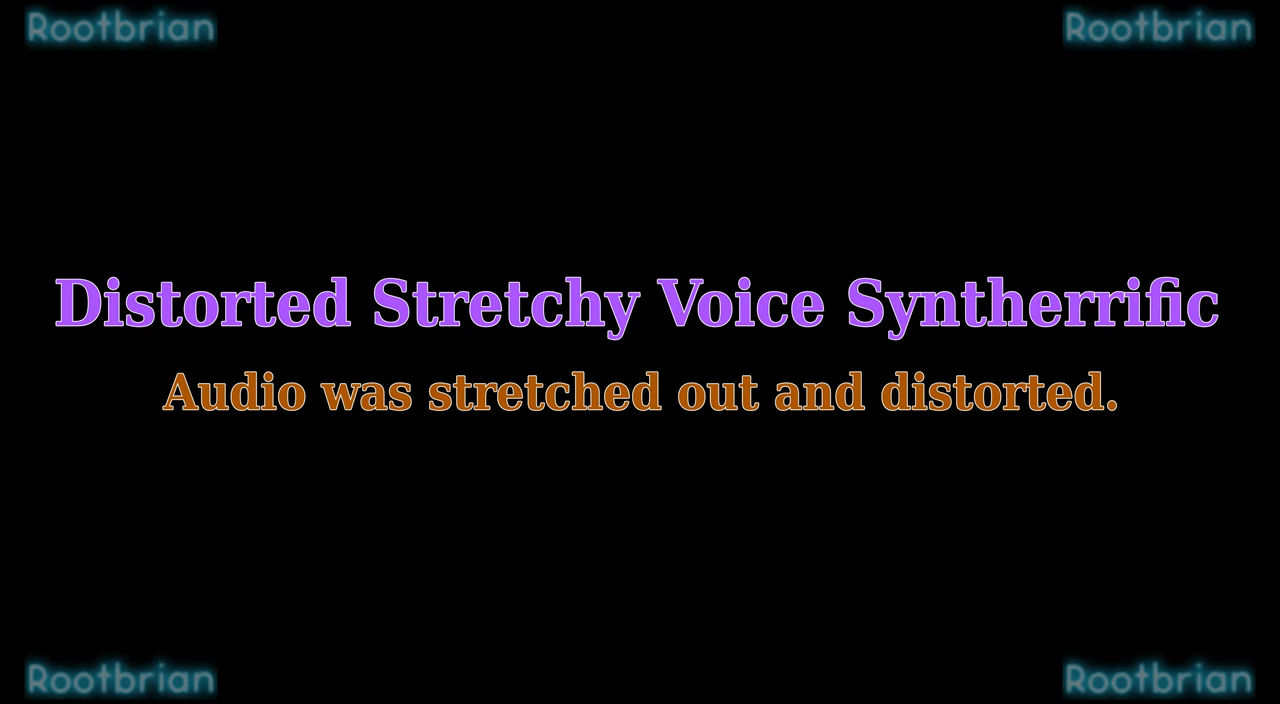 Rootbrian Rootbrian
Distorted Stretchy Voice Syntherrific
Audio was stretched out and distorted.
Rootbrian Rootbrian